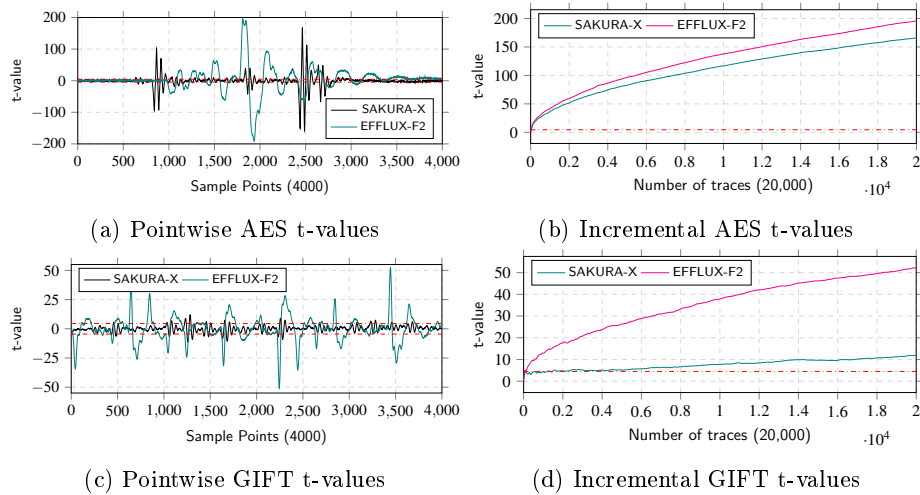 200
100
0
−100
−200
t-value
SAKURA-X
EFFLUX-F2
0 500 1,000 1,500 2,000 2,500 3,000 3,500 4,000
Sample Points (4000)
(a) Pointwise AES t-values
200
150
100
50
0
t-value
SAKURA-X EFFLUX-F2
0 0.2 0.4 0.6 0.8 1 1.2 1.4 1.6 1.8 2
·10⁴
Number of traces (20,000)
(b) Incremental AES t-values
50
25
0
−25
−50
t-value
SAKURA-X EFFLUX-F2
0 500 1,000 1,500 2,000 2,500 3,000 3,500 4,000
Sample Points (4000)
(c) Pointwise GIFT t-values
50
40
30
20
10
0
t-value
SAKURA-X EFFLUX-F2
0 0.2 0.4 0.6 0.8 1 1.2 1.4 1.6 1.8 2
·10⁴
Number of traces (20,000)
(d) Incremental GIFT t-values